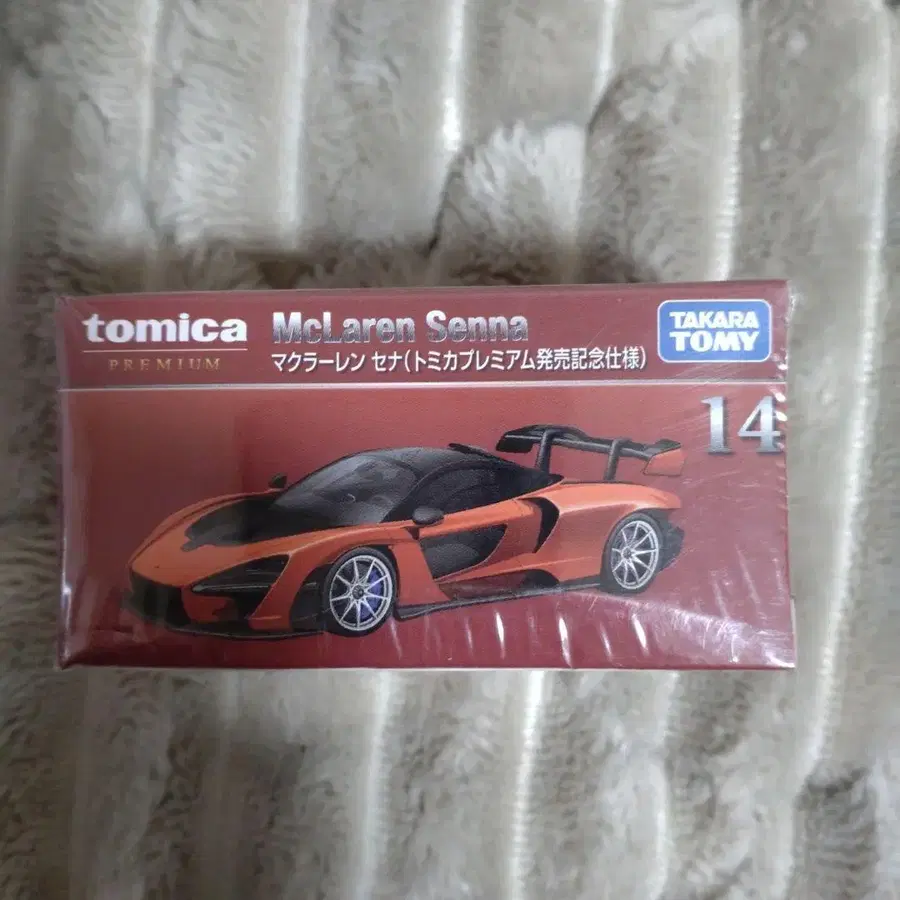 tomica
PREMIUM
McLaren Senna
マクラーレン セナ(トミカプレミアム発売記念仕様)
TAKARA
TOMY
14